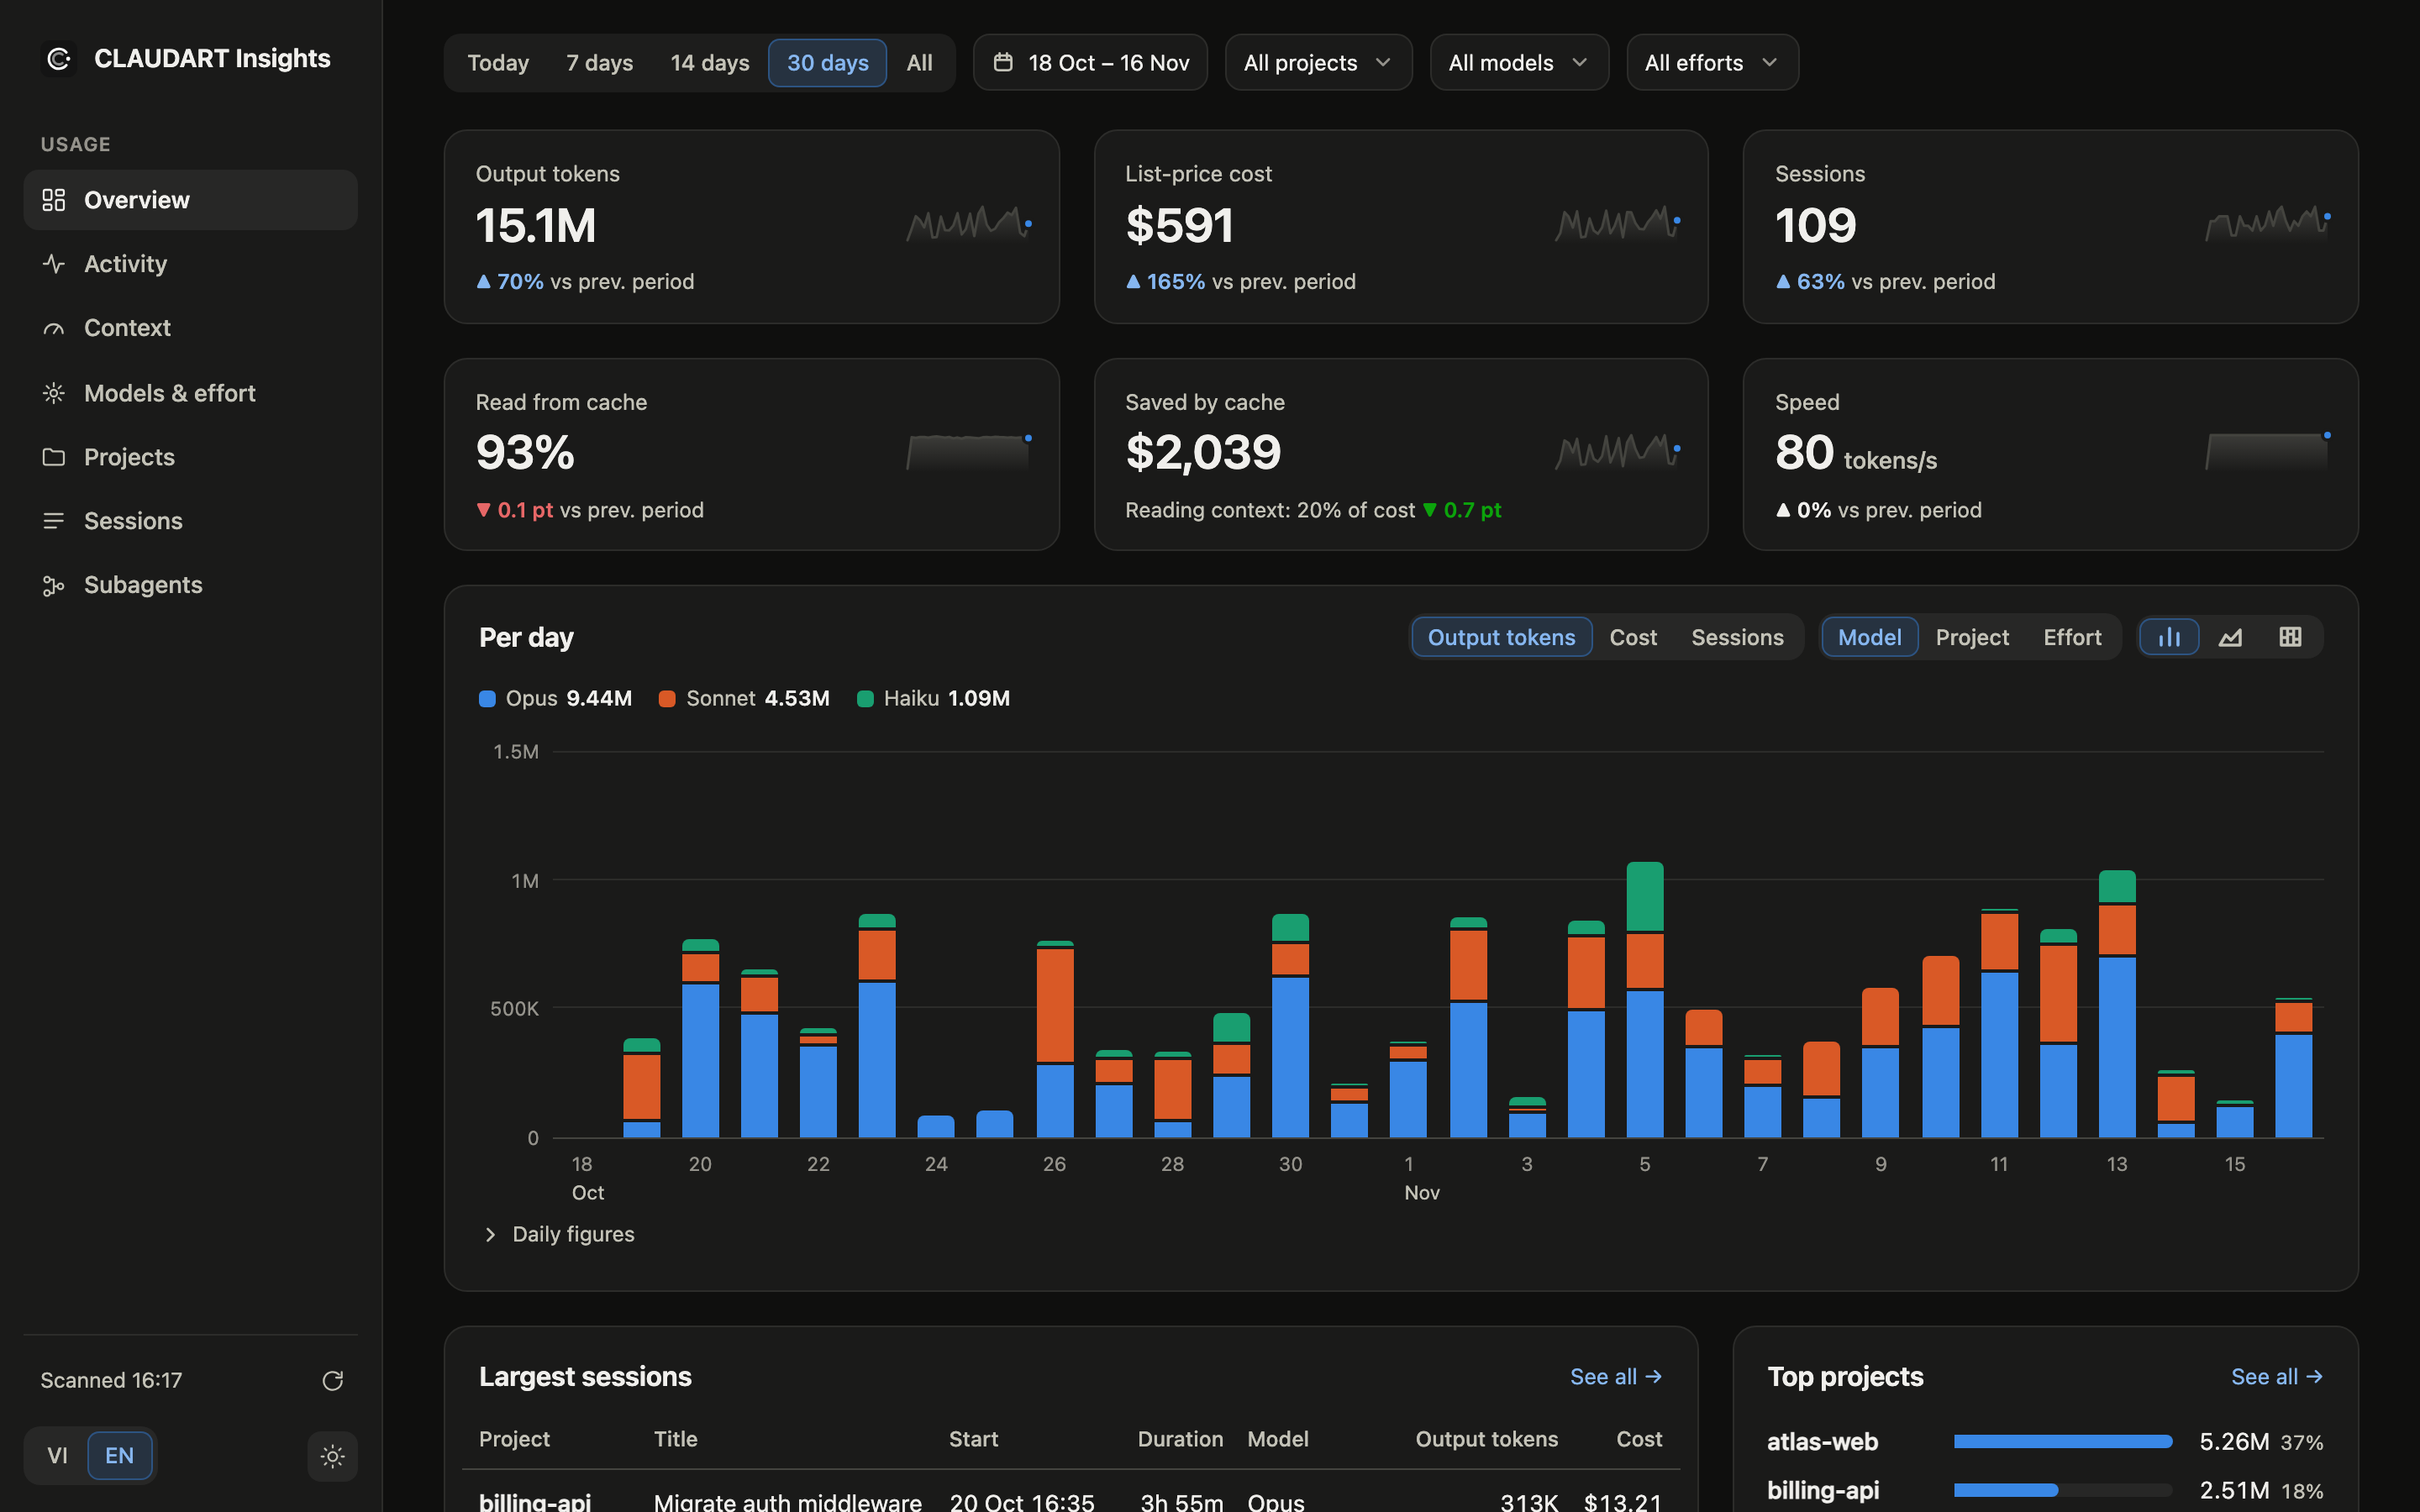 CLAUDART Insights
USAGE
Overview
Activity
Context
Models & effort
Projects
Sessions
Subagents
Scanned 16:17
VI EN
Today 7 days 14 days 30 days All 18 Oct – 16 Nov All projects All models All efforts
Output tokens
15.1M
▲ 70% vs prev. period
List-price cost
$591
▲ 165% vs prev. period
Sessions
109
▲ 63% vs prev. period
Read from cache
93%
▼ 0.1 pt vs prev. period
Saved by cache
$2,039
Reading context: 20% of cost ▼ 0.7 pt
Speed
80 tokens/s
▲ 0% vs prev. period
Per day
Output tokens Cost Sessions Model Project Effort
Opus 9.44M Sonnet 4.53M Haiku 1.09M
1.5M
1M
500K
0
18 20 22 24 26 28 30 1 3 5 7 9 11 13 15
Oct Nov
Daily figures
Largest sessions
See all →
Project Title Start Duration Model Output tokens Cost
billing-api Migrate auth middleware 20 Oct 16:35 3h 55m Opus 313K $13.21
Top projects
See all →
atlas-web 5.26M 37%
billing-api 2.51M 18%